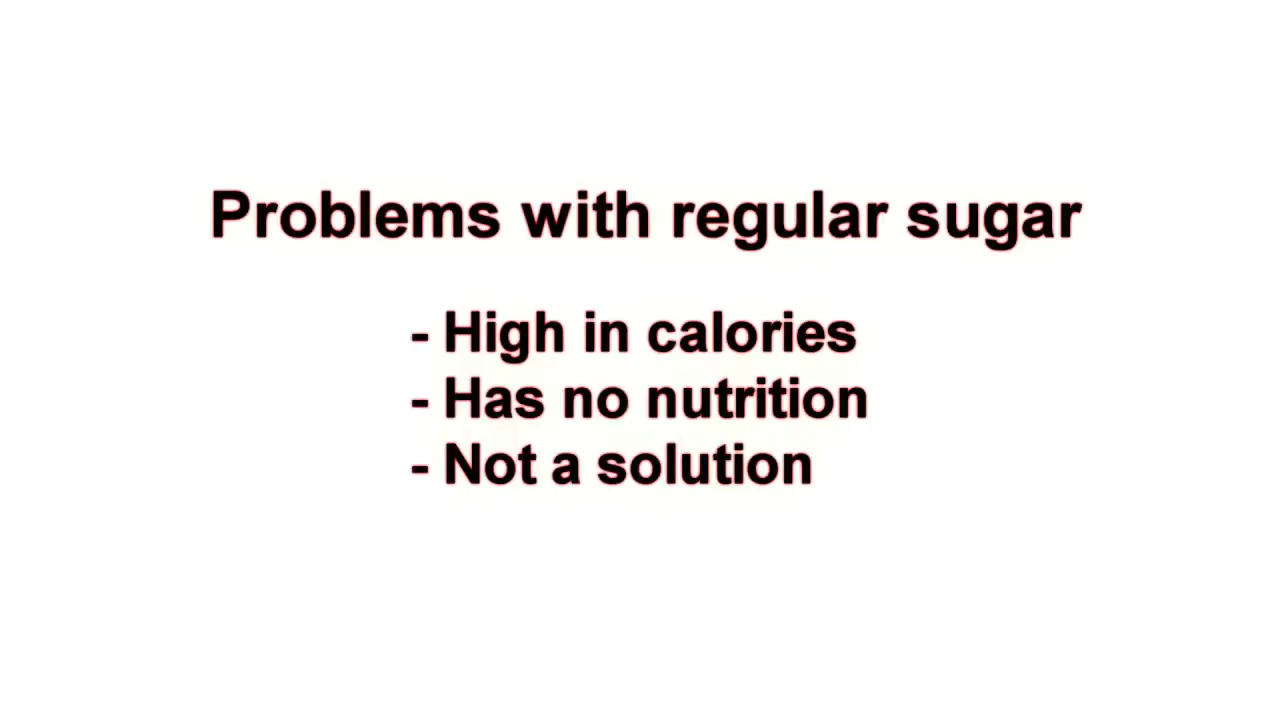 Problems with regular sugar
- High in calories
- Has no nutrition
- Not a solution